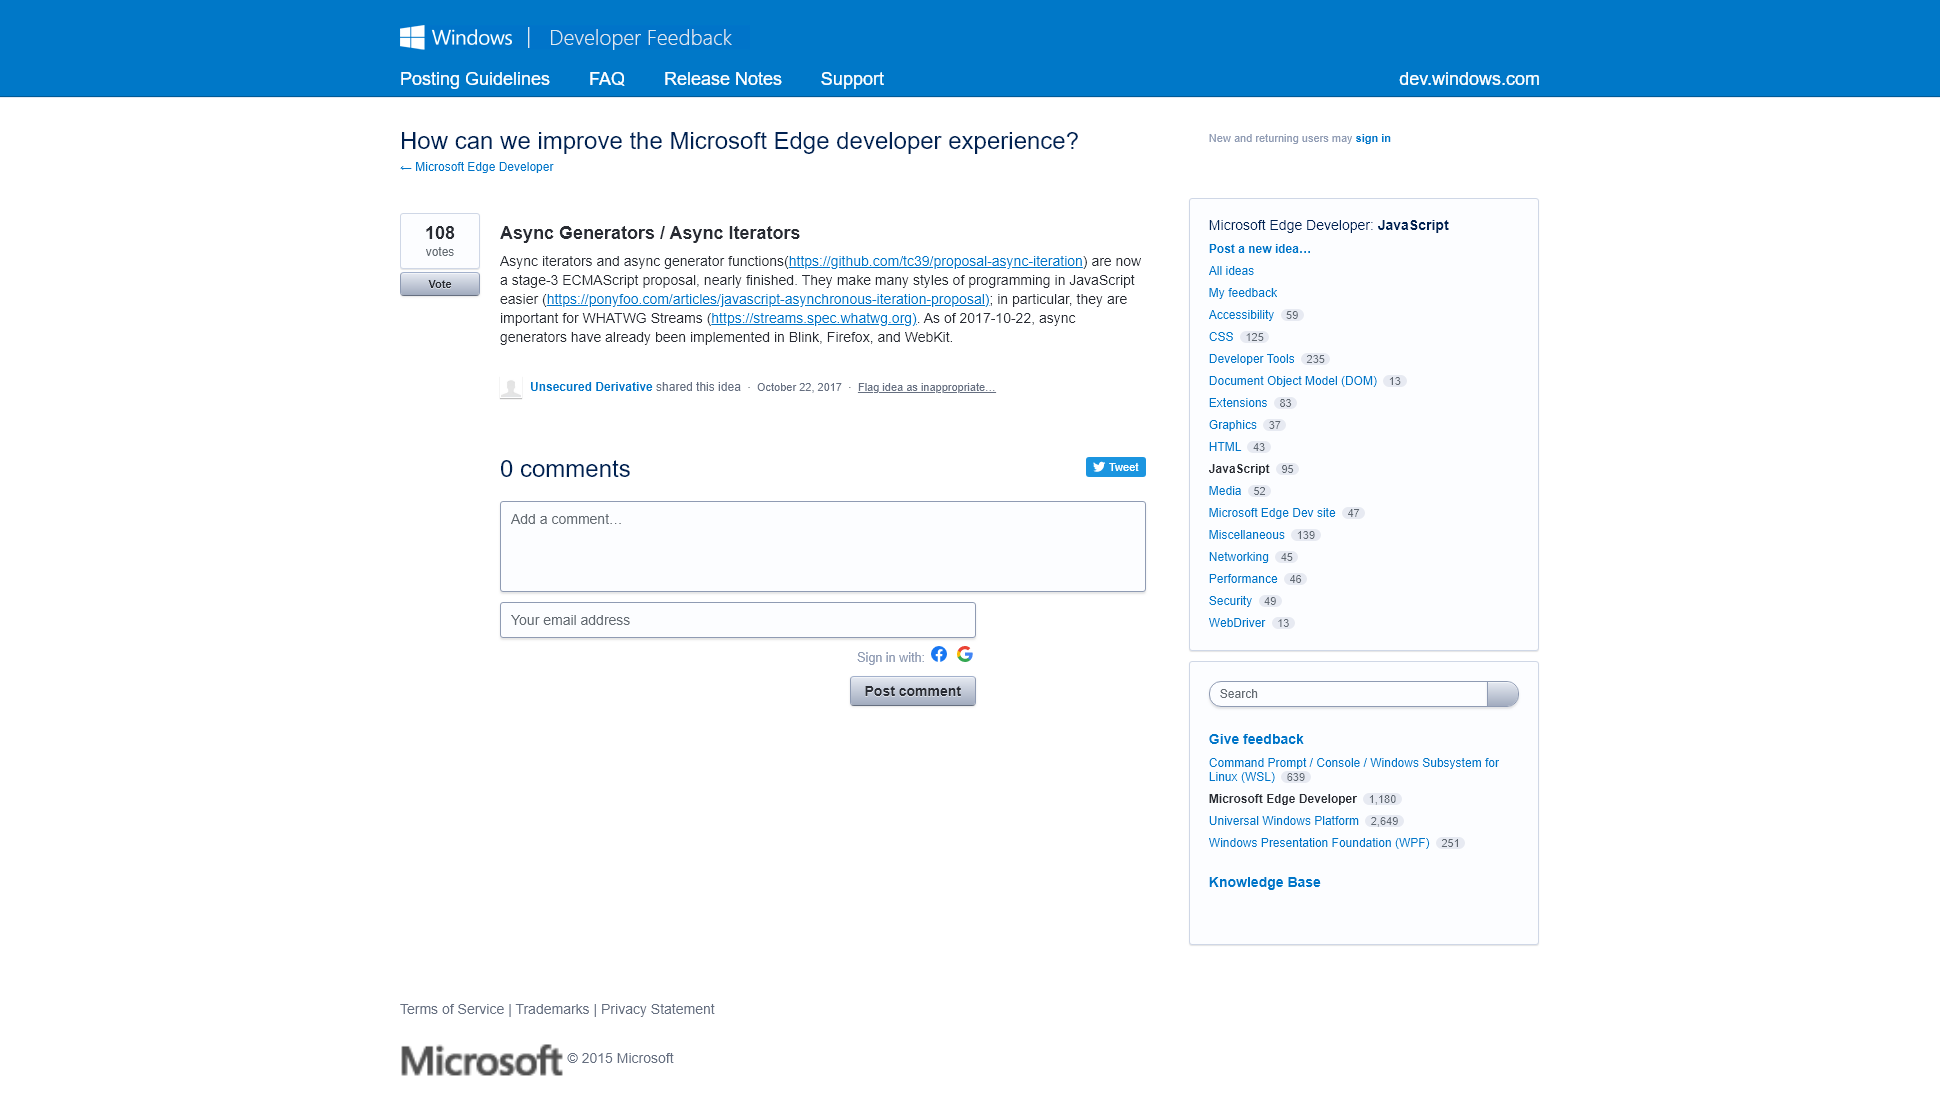 Windows | Developer Feedback
Posting Guidelines FAQ Release Notes Support dev.windows.com
How can we improve the Microsoft Edge developer experience?
← Microsoft Edge Developer
New and returning users may sign in
108
votes
Vote
Async Generators / Async Iterators
Async iterators and async generator functions(https://github.com/tc39/proposal-async-iteration) are now
a stage-3 ECMAScript proposal, nearly finished. They make many styles of programming in JavaScript
easier (https://ponyfoo.com/articles/javascript-asynchronous-iteration-proposal); in particular, they are
important for WHATWG Streams (https://streams.spec.whatwg.org). As of 2017-10-22, async
generators have already been implemented in Blink, Firefox, and WebKit.
Unsecured Derivative shared this idea · October 22, 2017 · Flag idea as inappropriate…
0 comments
Tweet
Add a comment…
Your email address
Sign in with:
Post comment
Microsoft Edge Developer: JavaScript
Post a new idea…
All ideas
My feedback
Accessibility 59
CSS 125
Developer Tools 235
Document Object Model (DOM) 13
Extensions 83
Graphics 37
HTML 43
JavaScript 95
Media 52
Microsoft Edge Dev site 47
Miscellaneous 139
Networking 45
Performance 46
Security 49
WebDriver 13
Search
Give feedback
Command Prompt / Console / Windows Subsystem for
Linux (WSL) 639
Microsoft Edge Developer 1,180
Universal Windows Platform 2,649
Windows Presentation Foundation (WPF) 251
Knowledge Base
Terms of Service | Trademarks | Privacy Statement
Microsoft © 2015 Microsoft